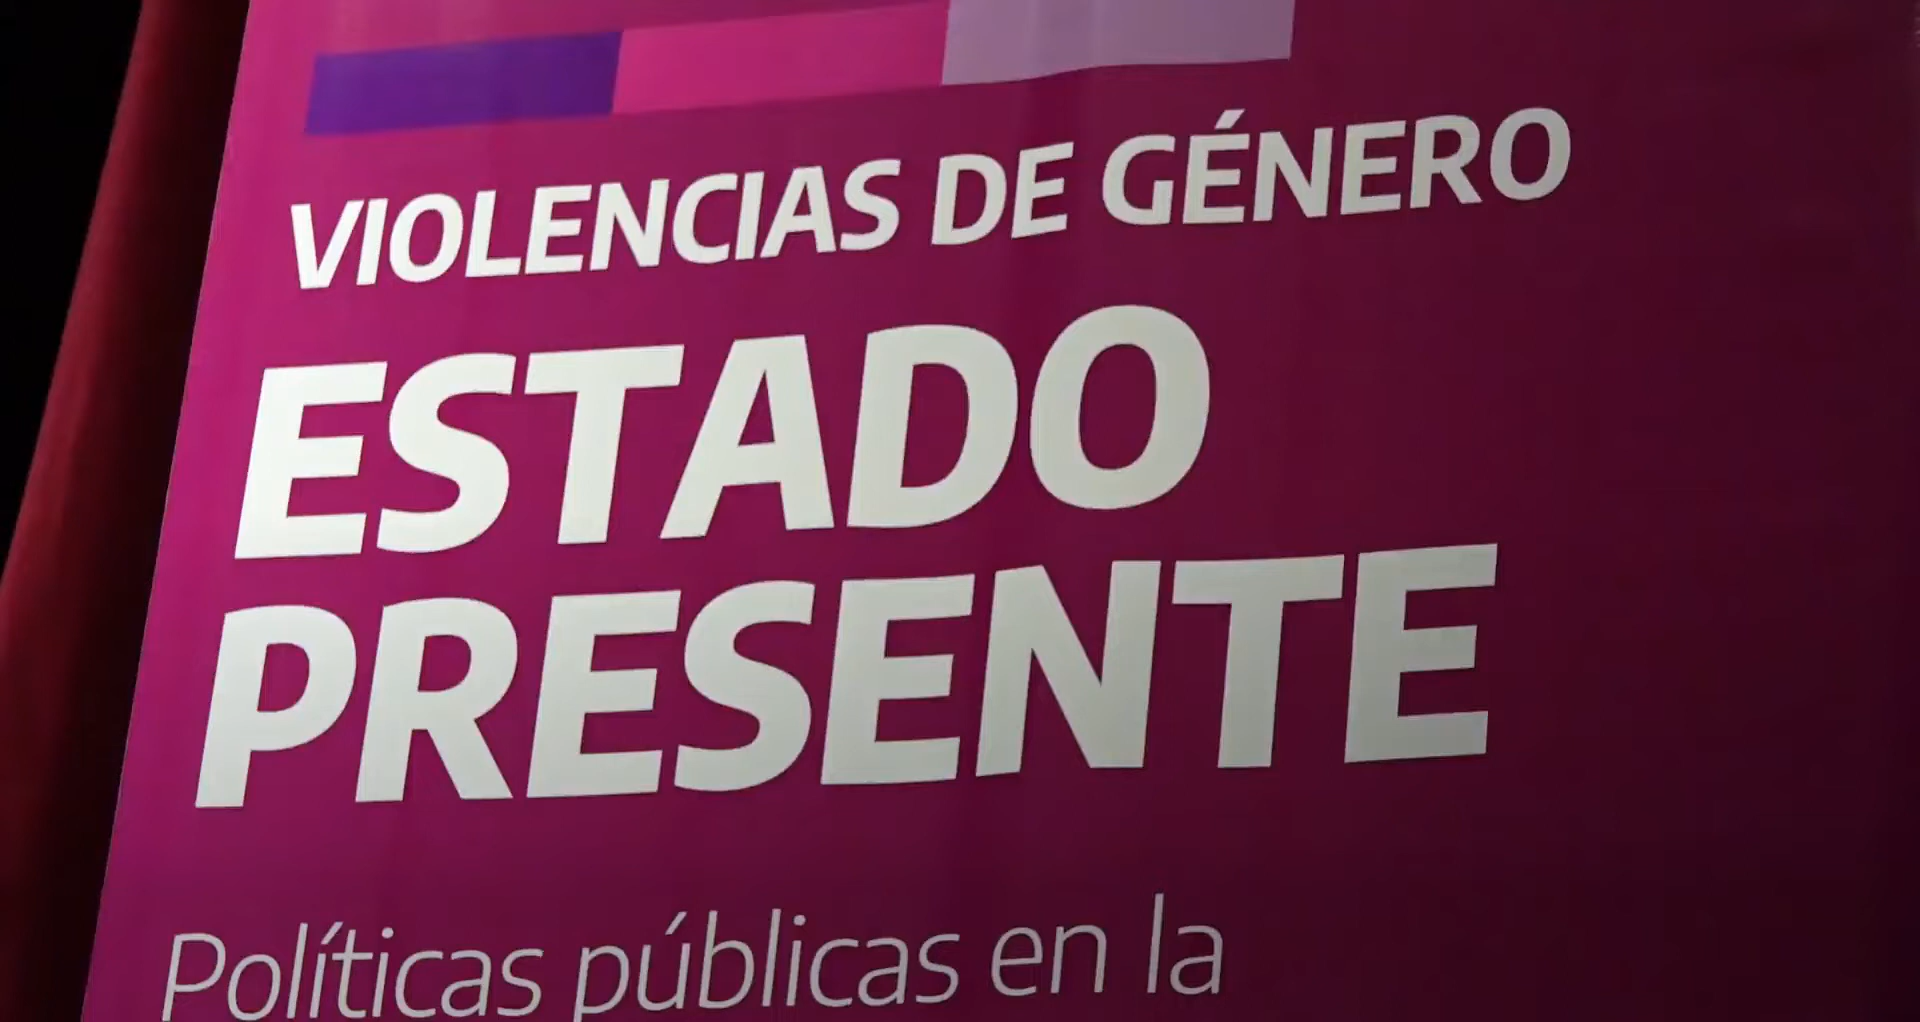 VIOLENCIAS DE GÉNERO
ESTADO
PRESENTE
Políticas públicas en la